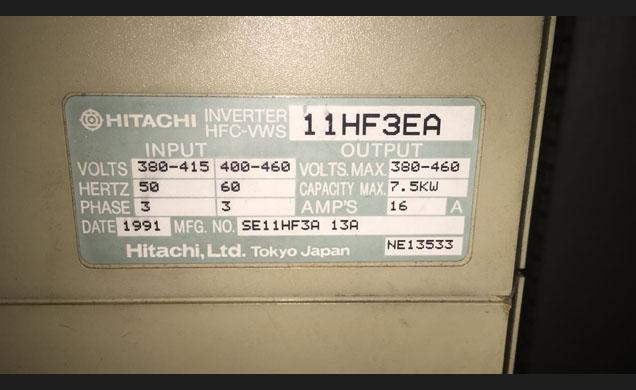 HITACHI INVERTER HFC-VWS 11HF3EA
INPUT OUTPUT
VOLTS 380-415 400-460 VOLTS.MAX. 380-460
HERTZ 50 60 CAPACITY MAX. 7.5KW
PHASE 3 3 AMP'S 16 A
DATE 1991 MFG. NO. SE11HF3A 13A
Hitachi, Ltd. Tokyo Japan NE13533